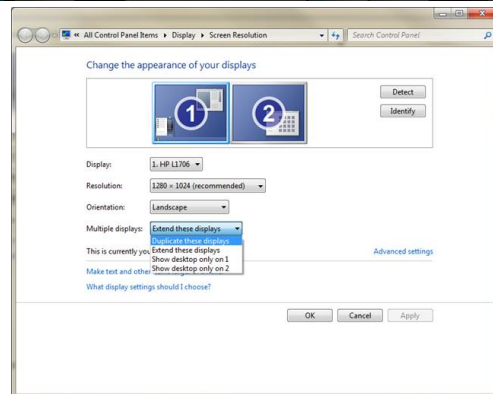 « All Control Panel Items ▸ Display ▸ Screen Resolution
Search Control Panel
Change the appearance of your displays
1
2
Detect
Identify
Display: 1. HP L1706
Resolution: 1280 × 1024 (recommended)
Orientation: Landscape
Multiple displays: Extend these displays
Duplicate these displays
Extend these displays
Show desktop only on 1
Show desktop only on 2
This is currently
Advanced settings
Make text and other
What display settings should I choose?
OK Cancel Apply